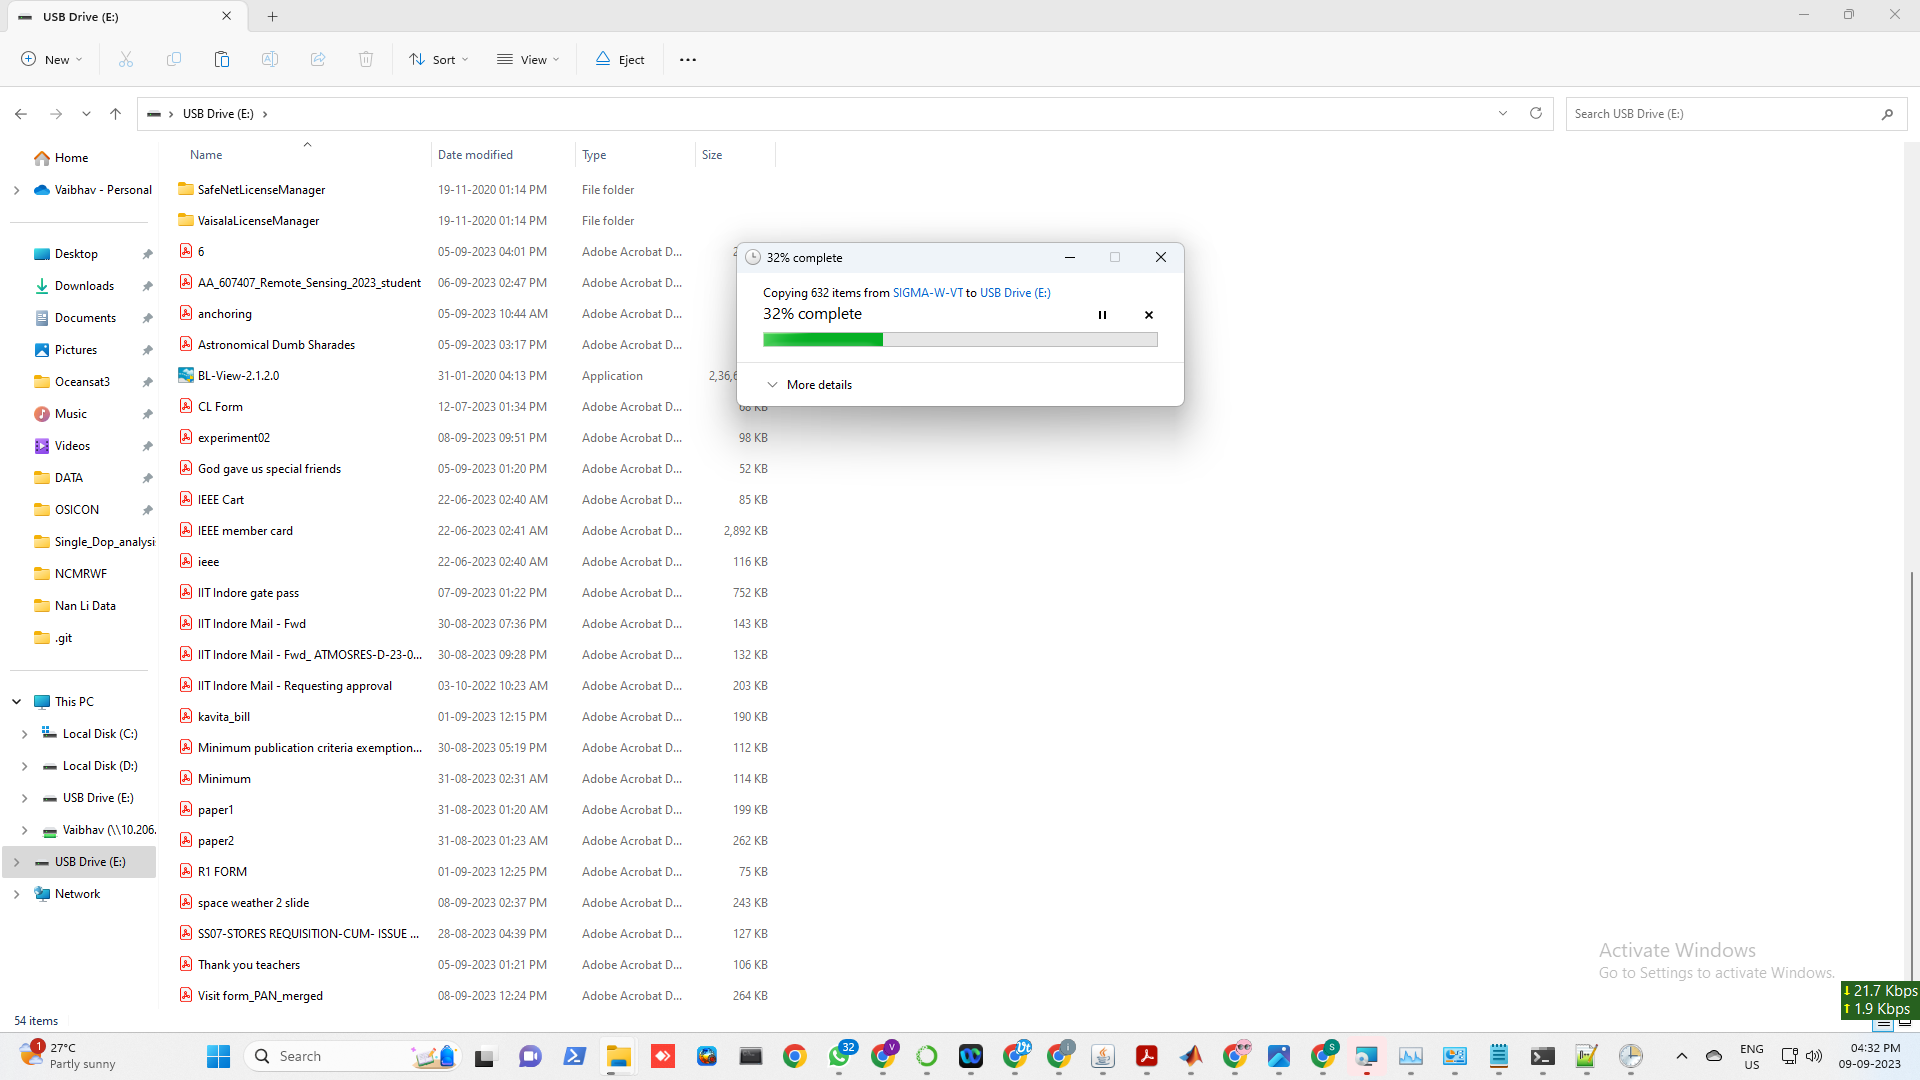 USB Drive (E:)
New
Sort
View
Eject
USB Drive (E:)
Search USB Drive (E:)
Home
Vaibhav - Personal
Desktop
Downloads
Documents
Pictures
Oceansat3
Music
Videos
DATA
OSICON
Single_Dop_analysi
NCMRWF
Nan Li Data
.git
This PC
Local Disk (C:)
Local Disk (D:)
USB Drive (E:)
Vaibhav (\\10.206.
USB Drive (E:)
Network
Name Date modified Type Size
SafeNetLicenseManager 19-11-2020 01:14 PM File folder
VaisalaLicenseManager 19-11-2020 01:14 PM File folder
6 05-09-2023 04:01 PM Adobe Acrobat D...
AA_607407_Remote_Sensing_2023_student 06-09-2023 02:47 PM Adobe Acrobat D...
anchoring 05-09-2023 10:44 AM Adobe Acrobat D...
Astronomical Dumb Sharades 05-09-2023 03:17 PM Adobe Acrobat D...
BL-View-2.1.2.0 31-01-2020 04:13 PM Application 2,36,6
CL Form 12-07-2023 01:34 PM Adobe Acrobat D... 68 KB
experiment02 08-09-2023 09:51 PM Adobe Acrobat D... 98 KB
God gave us special friends 05-09-2023 01:20 PM Adobe Acrobat D... 52 KB
IEEE Cart 22-06-2023 02:40 AM Adobe Acrobat D... 85 KB
IEEE member card 22-06-2023 02:41 AM Adobe Acrobat D... 2,892 KB
ieee 22-06-2023 02:40 AM Adobe Acrobat D... 116 KB
IIT Indore gate pass 07-09-2023 01:22 PM Adobe Acrobat D... 752 KB
IIT Indore Mail - Fwd 30-08-2023 07:36 PM Adobe Acrobat D... 143 KB
IIT Indore Mail - Fwd_ ATMOSRES-D-23-0... 30-08-2023 09:28 PM Adobe Acrobat D... 132 KB
IIT Indore Mail - Requesting approval 03-10-2022 10:23 AM Adobe Acrobat D... 203 KB
kavita_bill 01-09-2023 12:15 PM Adobe Acrobat D... 190 KB
Minimum publication criteria exemption... 30-08-2023 05:19 PM Adobe Acrobat D... 112 KB
Minimum 31-08-2023 02:31 AM Adobe Acrobat D... 114 KB
paper1 31-08-2023 01:20 AM Adobe Acrobat D... 199 KB
paper2 31-08-2023 01:23 AM Adobe Acrobat D... 262 KB
R1 FORM 01-09-2023 12:25 PM Adobe Acrobat D... 75 KB
space weather 2 slide 08-09-2023 02:37 PM Adobe Acrobat D... 243 KB
SS07-STORES REQUISITION-CUM- ISSUE ... 28-08-2023 04:39 PM Adobe Acrobat D... 127 KB
Thank you teachers 05-09-2023 01:21 PM Adobe Acrobat D... 106 KB
Visit form_PAN_merged 08-09-2023 12:24 PM Adobe Acrobat D... 264 KB
32% complete
Copying 632 items from SIGMA-W-VT to USB Drive (E:)
32% complete
More details
Activate Windows
Go to Settings to activate Windows.
21.7 Kbps
1.9 Kbps
54 items
1
27°C
Partly sunny
Search
32
V
S
ENG
US
04:32 PM
09-09-2023